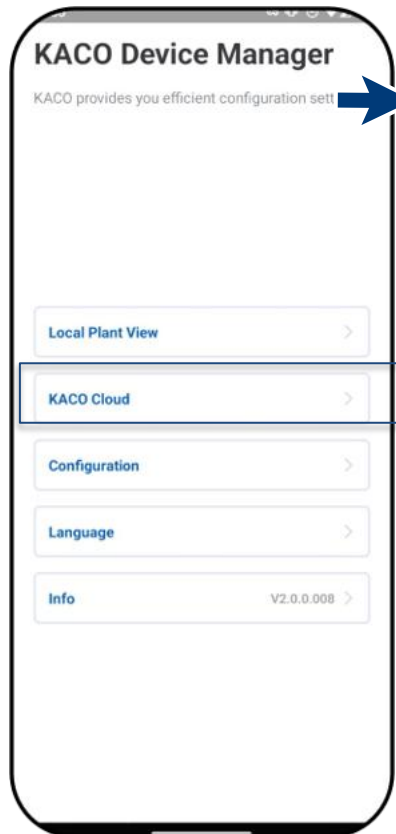 KACO Device Manager
KACO provides you efficient configuration sett
Local Plant View
KACO Cloud
Configuration
Language
Info V2.0.0.008